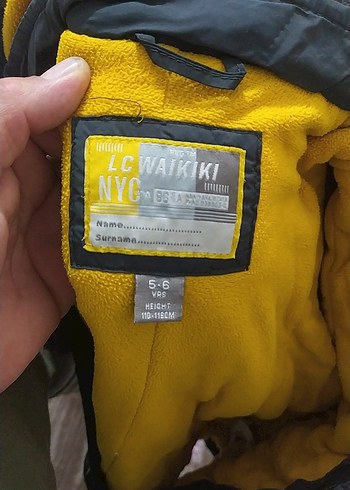 LC WAIKIKI
NYC
Name
Surname
5-6
YRS
HEIGHT
110-116CM